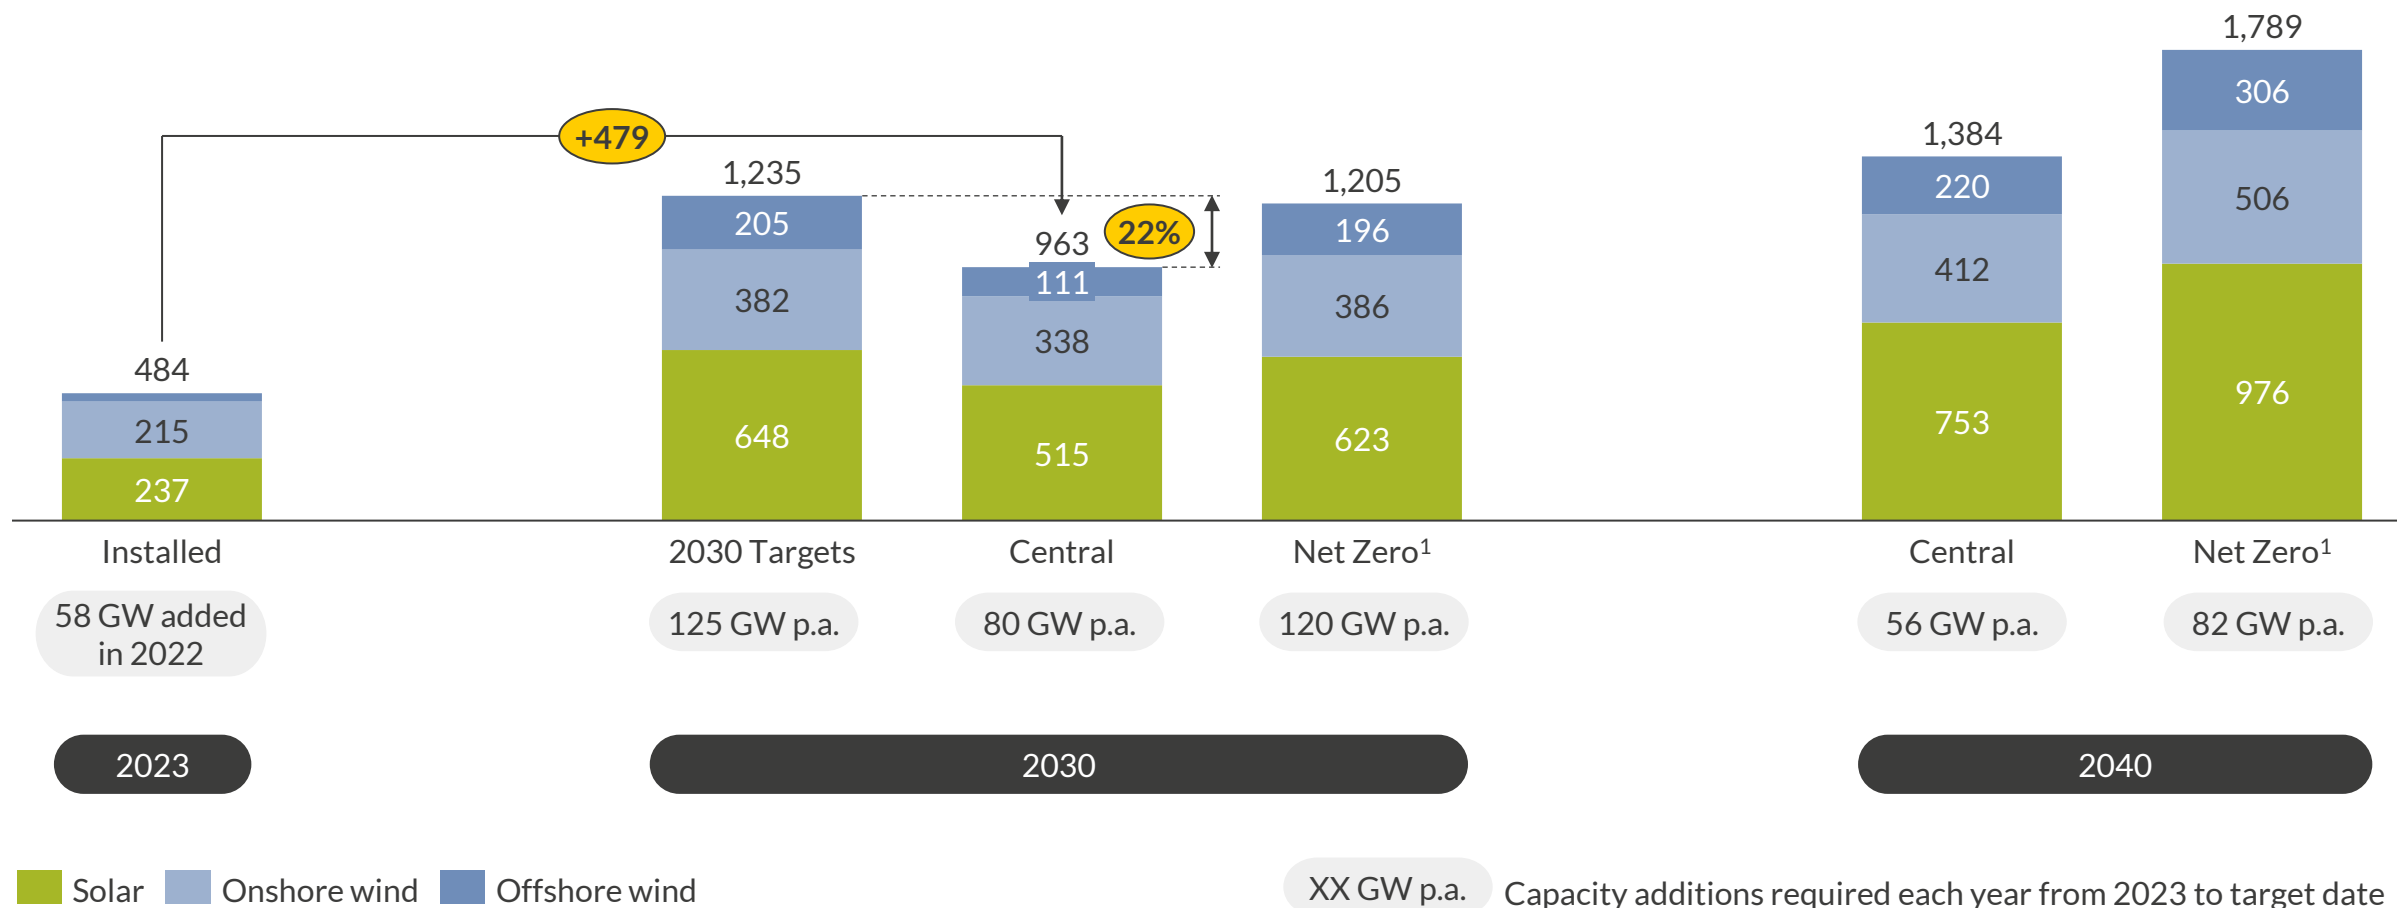 1,789
306
506
976
1,384
220
412
753
+479
1,235
205
382
648
963
111
338
515
22%
1,205
196
386
623
484
215
237
Installed
2030 Targets
Central
Net Zero¹
Central
Net Zero¹
58 GW added
in 2022
125 GW p.a.
80 GW p.a.
120 GW p.a.
56 GW p.a.
82 GW p.a.
2023
2030
2040
Solar
Onshore wind
Offshore wind
XX GW p.a.
Capacity additions required each year from 2023 to target date